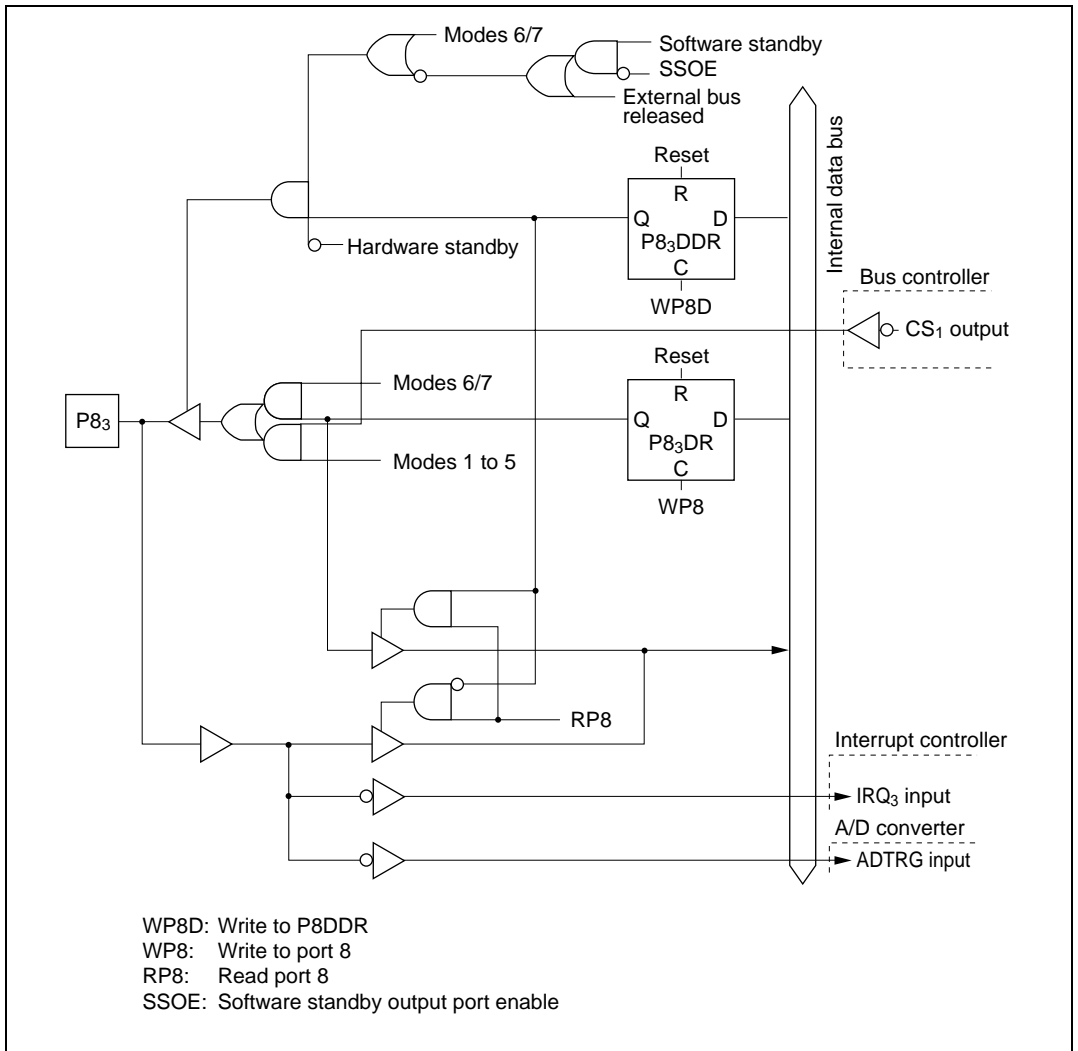 Modes 6/7
Software standby
SSOE
External bus
released
Internal data bus
Reset
R
Q D
P8₃DDR
C
WP8D
Hardware standby
Bus controller
CS₁ output
Reset
R
Q D
P8₃DR
C
WP8
Modes 6/7
P8₃
Modes 1 to 5
RP8
Interrupt controller
IRQ₃ input
A/D converter
ADTRG input
WP8D: Write to P8DDR
WP8: Write to port 8
RP8: Read port 8
SSOE: Software standby output port enable